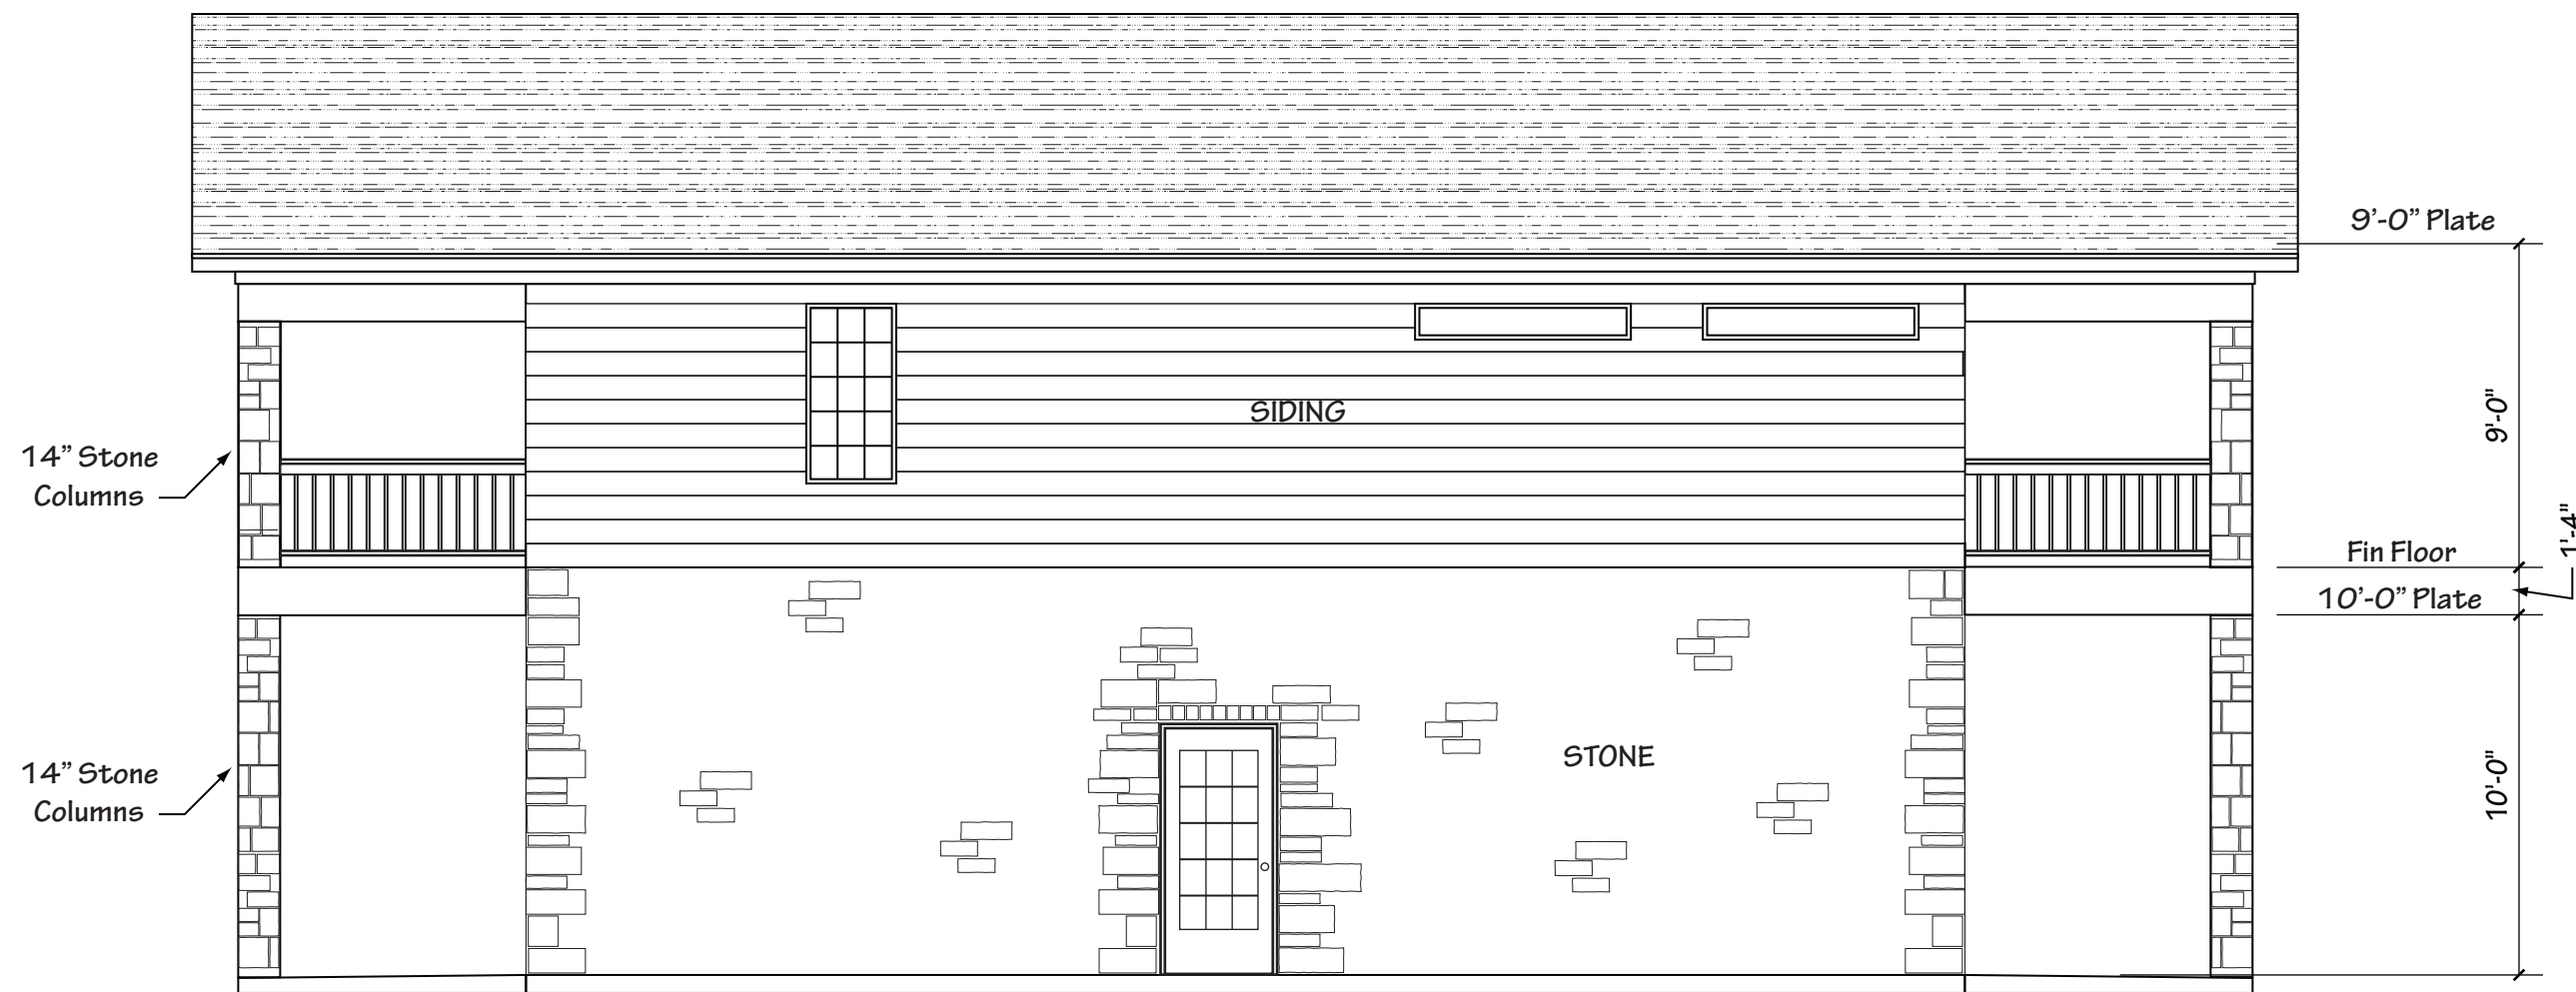 9'-0” Plate
SIDING
9'-0"
14” Stone
Columns
1'-4"
Fin Floor
10'-0” Plate
STONE
14” Stone
Columns
10'-0"